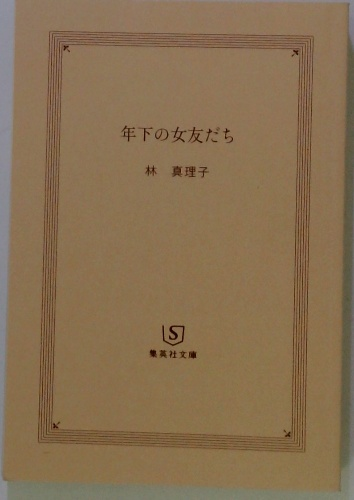 年下の女友だち
林 真理子
S
集英社文庫